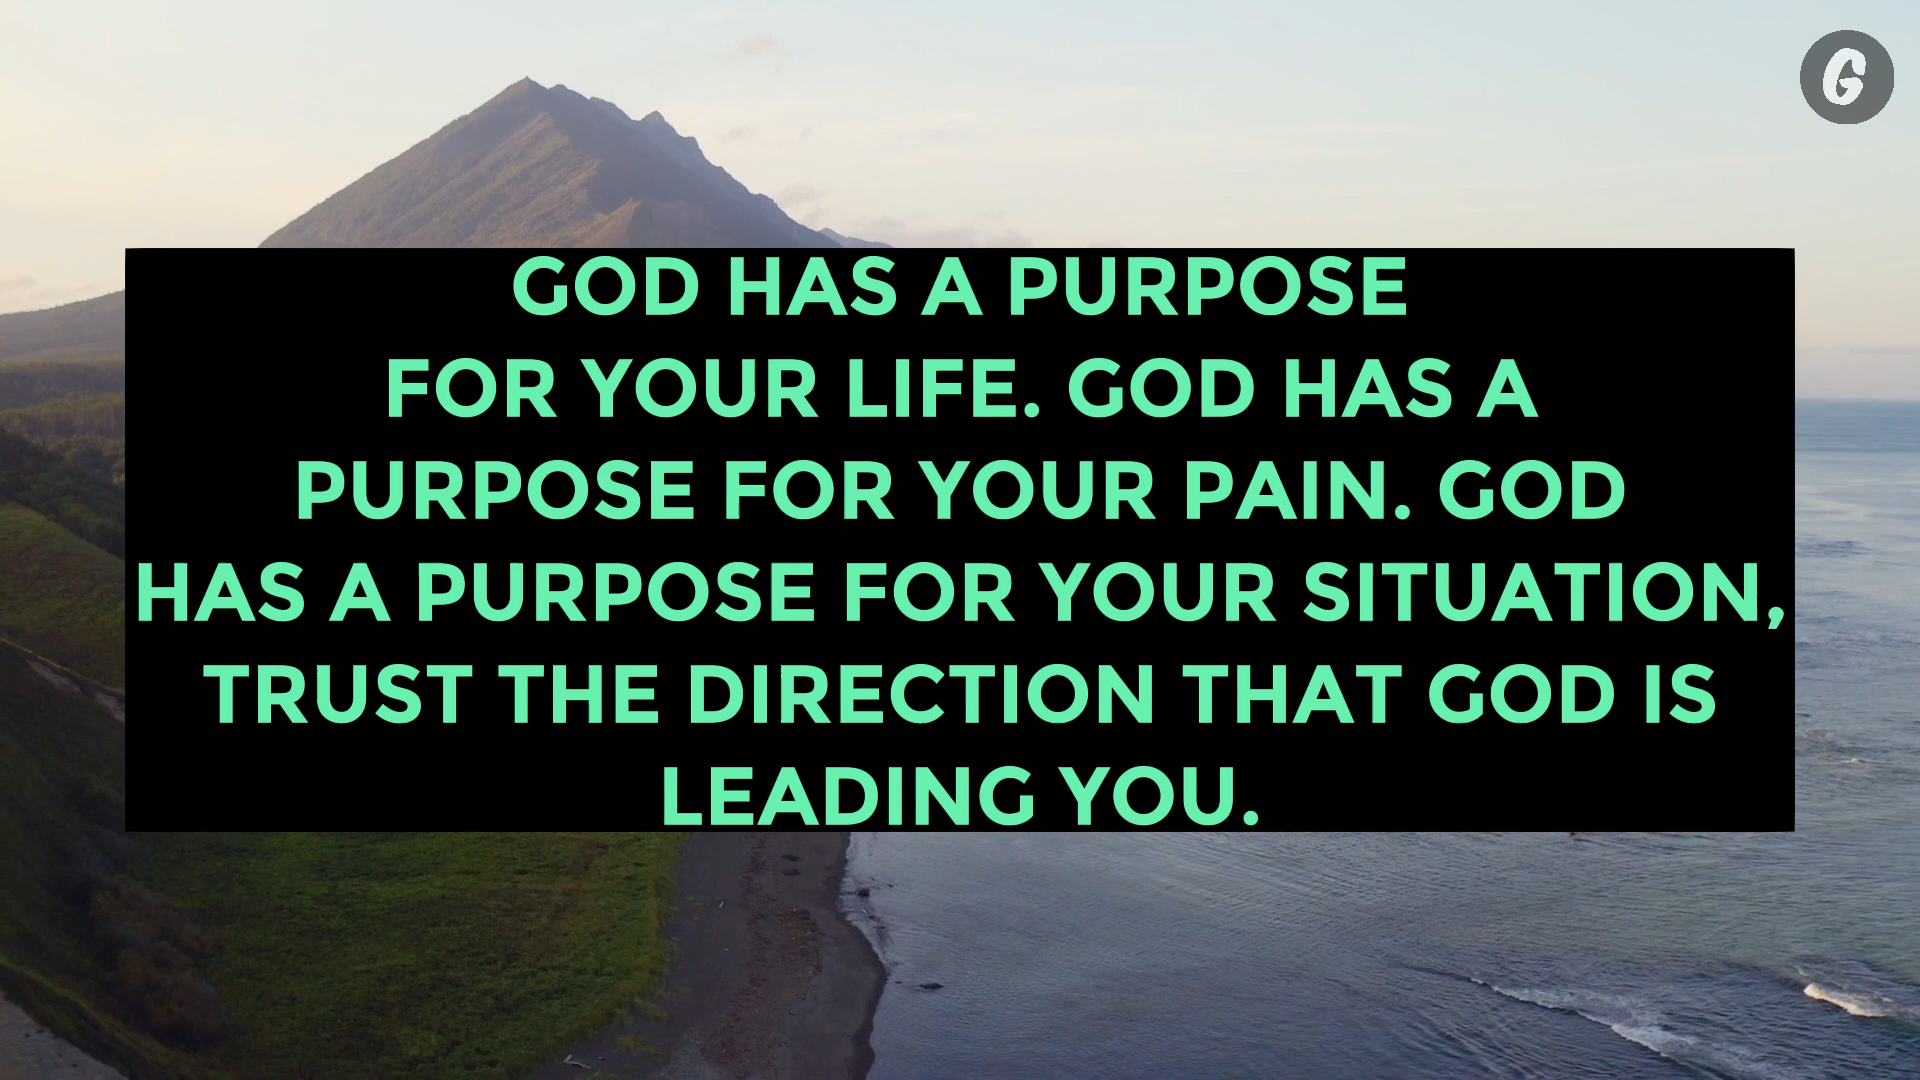 G
GOD HAS A PURPOSE
FOR YOUR LIFE. GOD HAS A
PURPOSE FOR YOUR PAIN. GOD
HAS A PURPOSE FOR YOUR SITUATION,
TRUST THE DIRECTION THAT GOD IS
LEADING YOU.